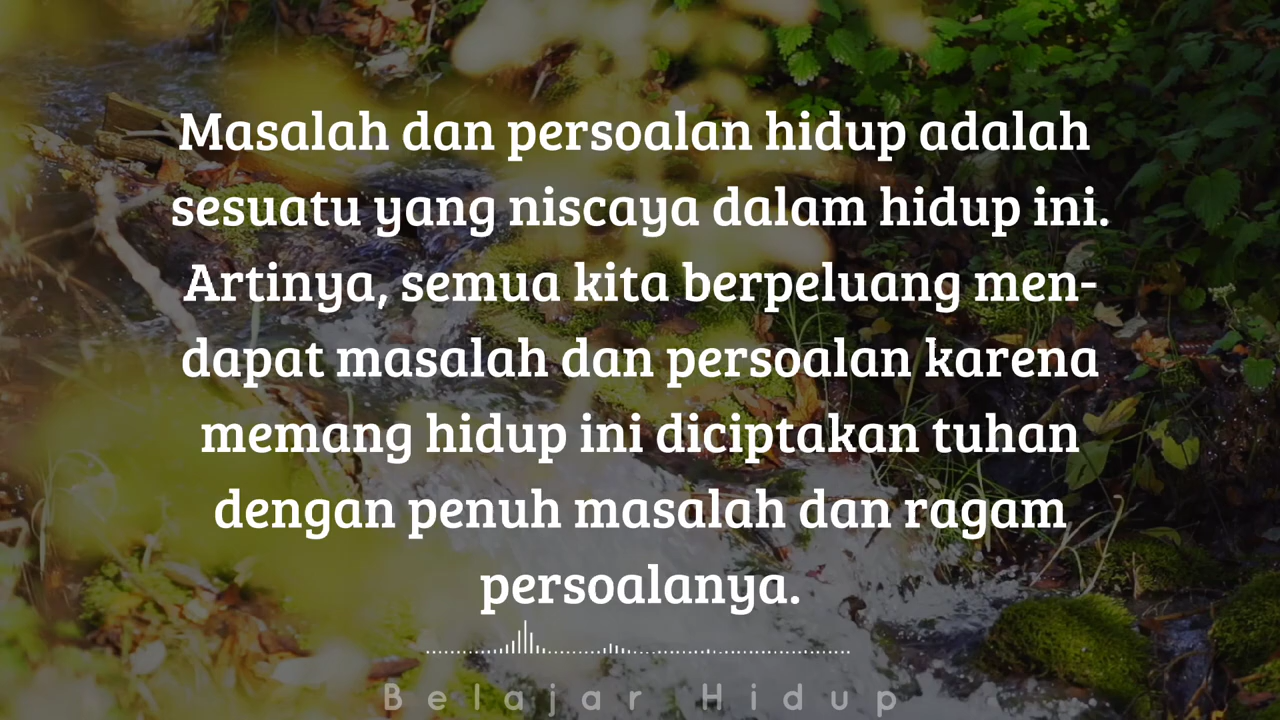 Masalah dan persoalan hidup adalah
sesuatu yang niscaya dalam hidup ini.
Artinya, semua kita berpeluang men-
dapat masalah dan persoalan karena
memang hidup ini diciptakan tuhan
dengan penuh masalah dan ragam
persoalanya.
Belajar Hidup